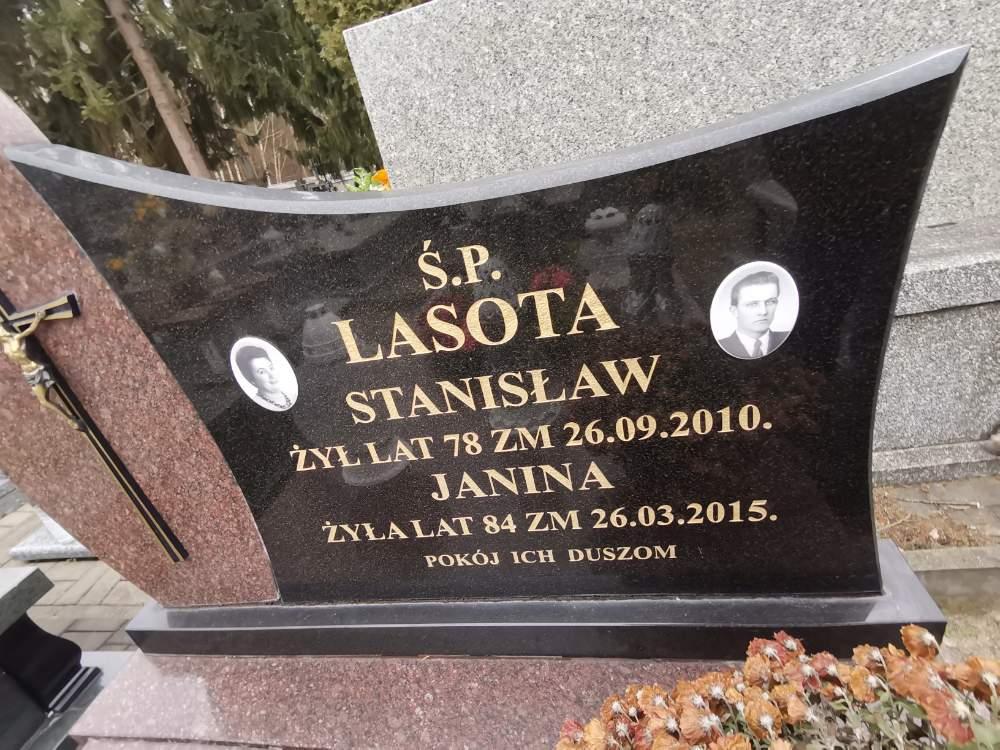 Ś.P.
LASOTA
STANISŁAW
ŻYŁ LAT 78 ZM 26.09.2010.
JANINA
ŻYŁA LAT 84 ZM 26.03.2015.
POKÓJ ICH DUSZOM